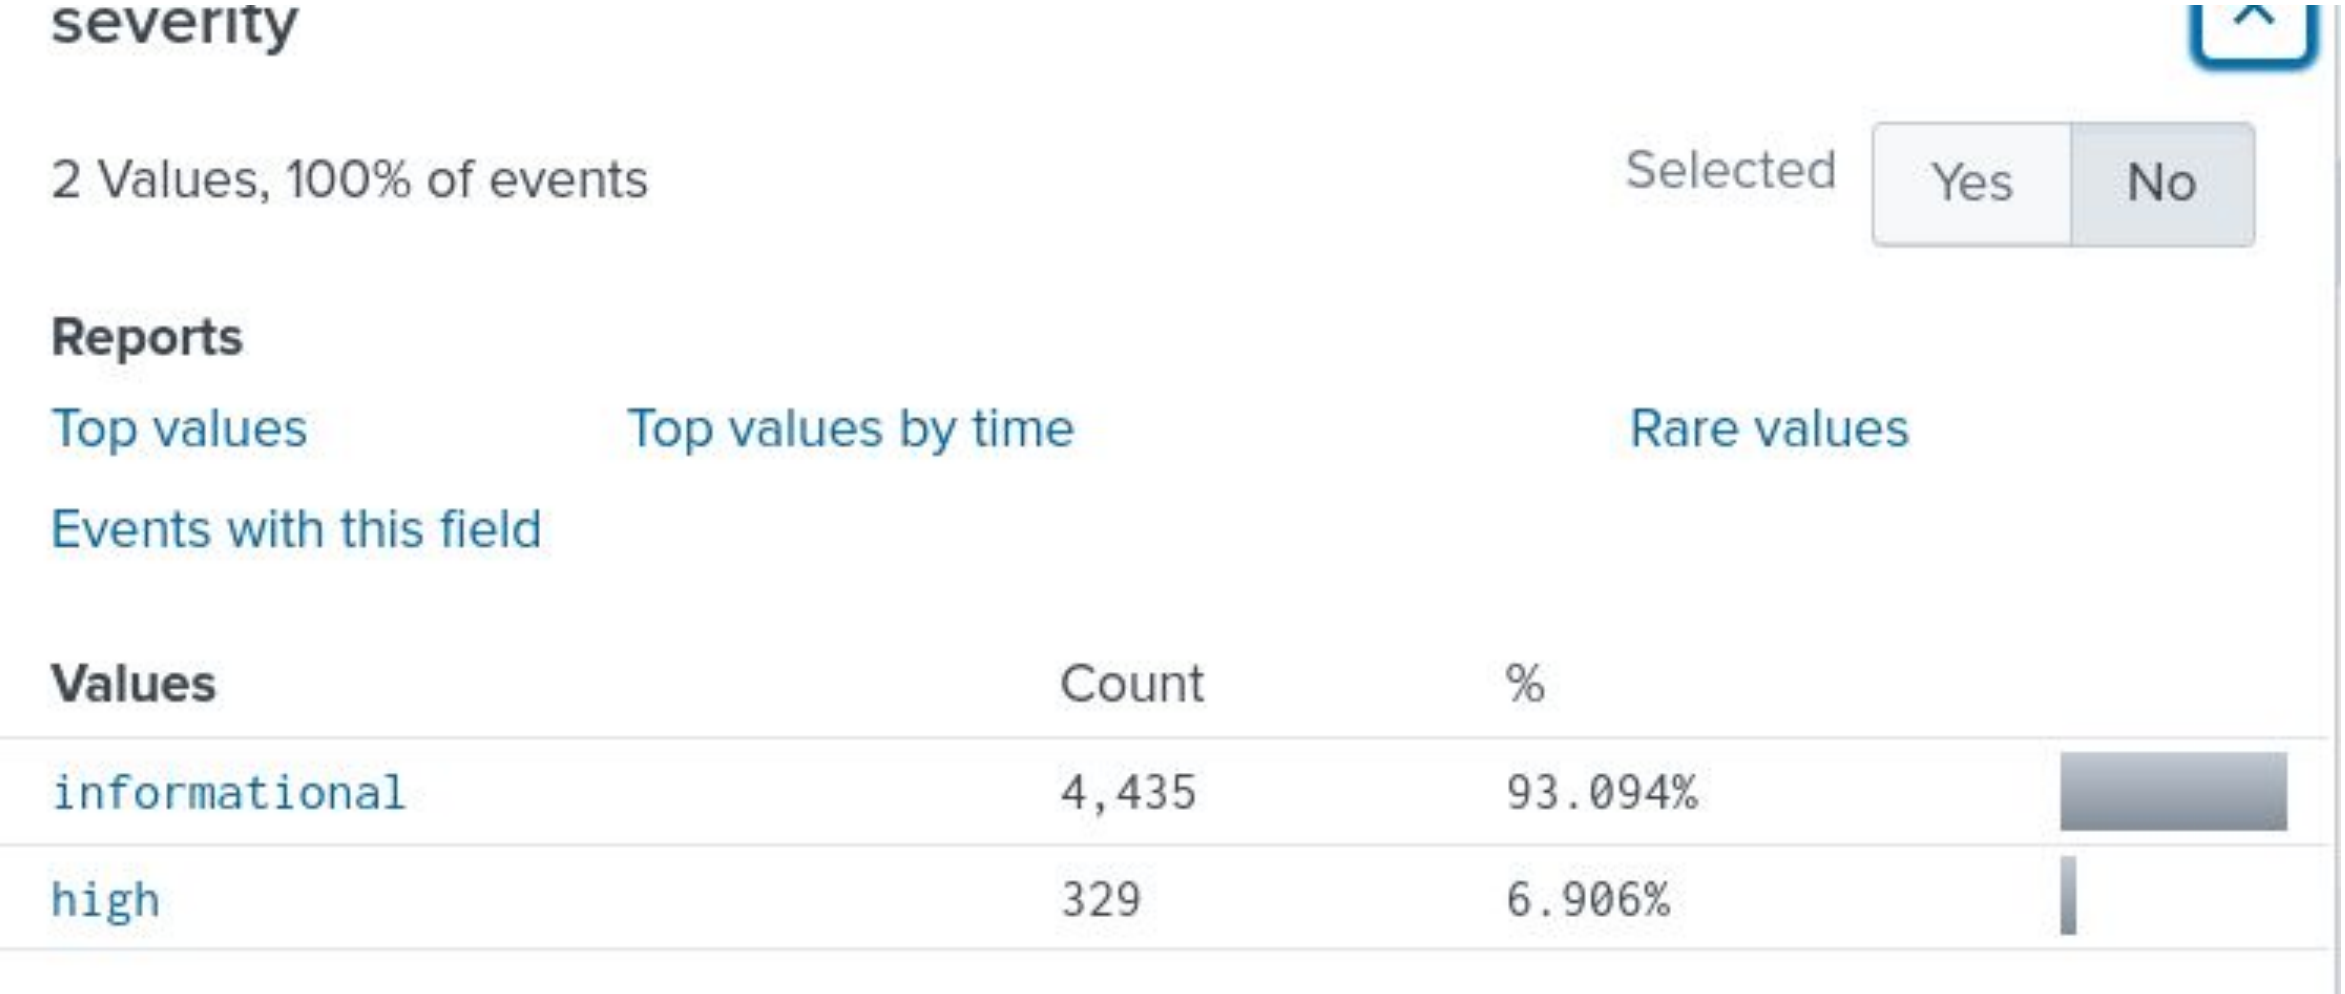 severity
2 Values, 100% of events
Selected Yes No
Reports
Top values Top values by time Rare values
Events with this field
Values Count %
informational 4,435 93.094%
high 329 6.906%